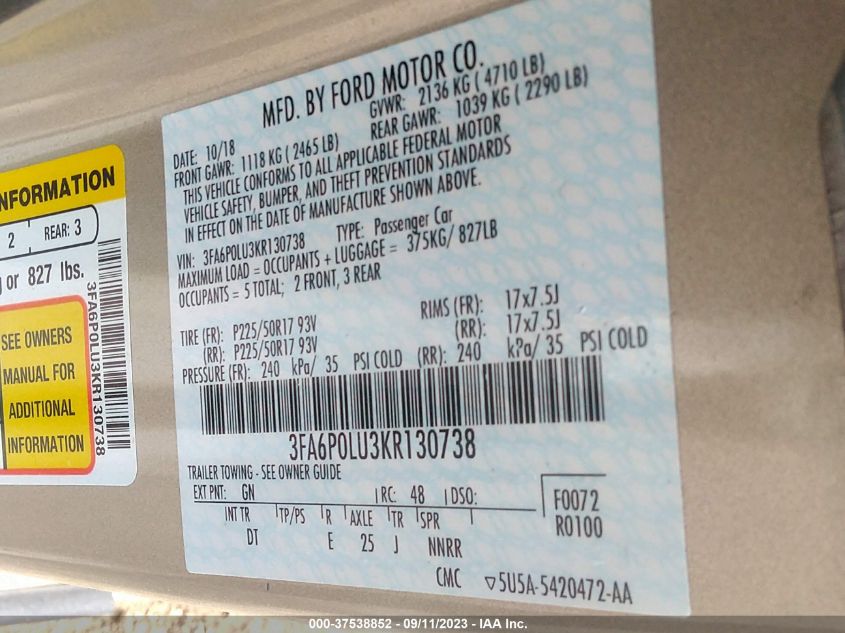 MFD. BY FORD MOTOR CO.
DATE: 10/18 GVWR: 2136 KG ( 4710 LB)
FRONT GAWR: 1118 KG ( 2465 LB) REAR GAWR: 1039 KG ( 2290 LB)
THIS VEHICLE CONFORMS TO ALL APPLICABLE FEDERAL MOTOR
VEHICLE SAFETY, BUMPER, AND THEFT PREVENTION STANDARDS
IN EFFECT ON THE DATE OF MANUFACTURE SHOWN ABOVE.
VIN: 3FA6P0LU3KR130738 TYPE: Passenger Car
MAXIMUM LOAD = OCCUPANTS + LUGGAGE = 375KG/ 827LB
OCCUPANTS = 5 TOTAL; 2 FRONT, 3 REAR
TIRE (FR): P225/50R17 93V RIMS (FR): 17x7.5J
(RR): P225/50R17 93V (RR): 17x7.5J
PRESSURE (FR): 240 kPa/ 35 PSI COLD (RR): 240 kPa/ 35 PSI COLD
3FA6P0LU3KR130738
TRAILER TOWING - SEE OWNER GUIDE
EXT PNT: GN RC: 48 DSO:
INT TR TP/PS R AXLE TR SPR
DT E 25 J NNRR
F0072
R0100
CMC ▽5U5A-5420472-AA
NFORMATION
2 REAR: 3
or 827 lbs.
SEE OWNERS
MANUAL FOR
ADDITIONAL
INFORMATION
3FA6P0LU3KR130738
000-37538852 - 09/11/2023 - IAA Inc.